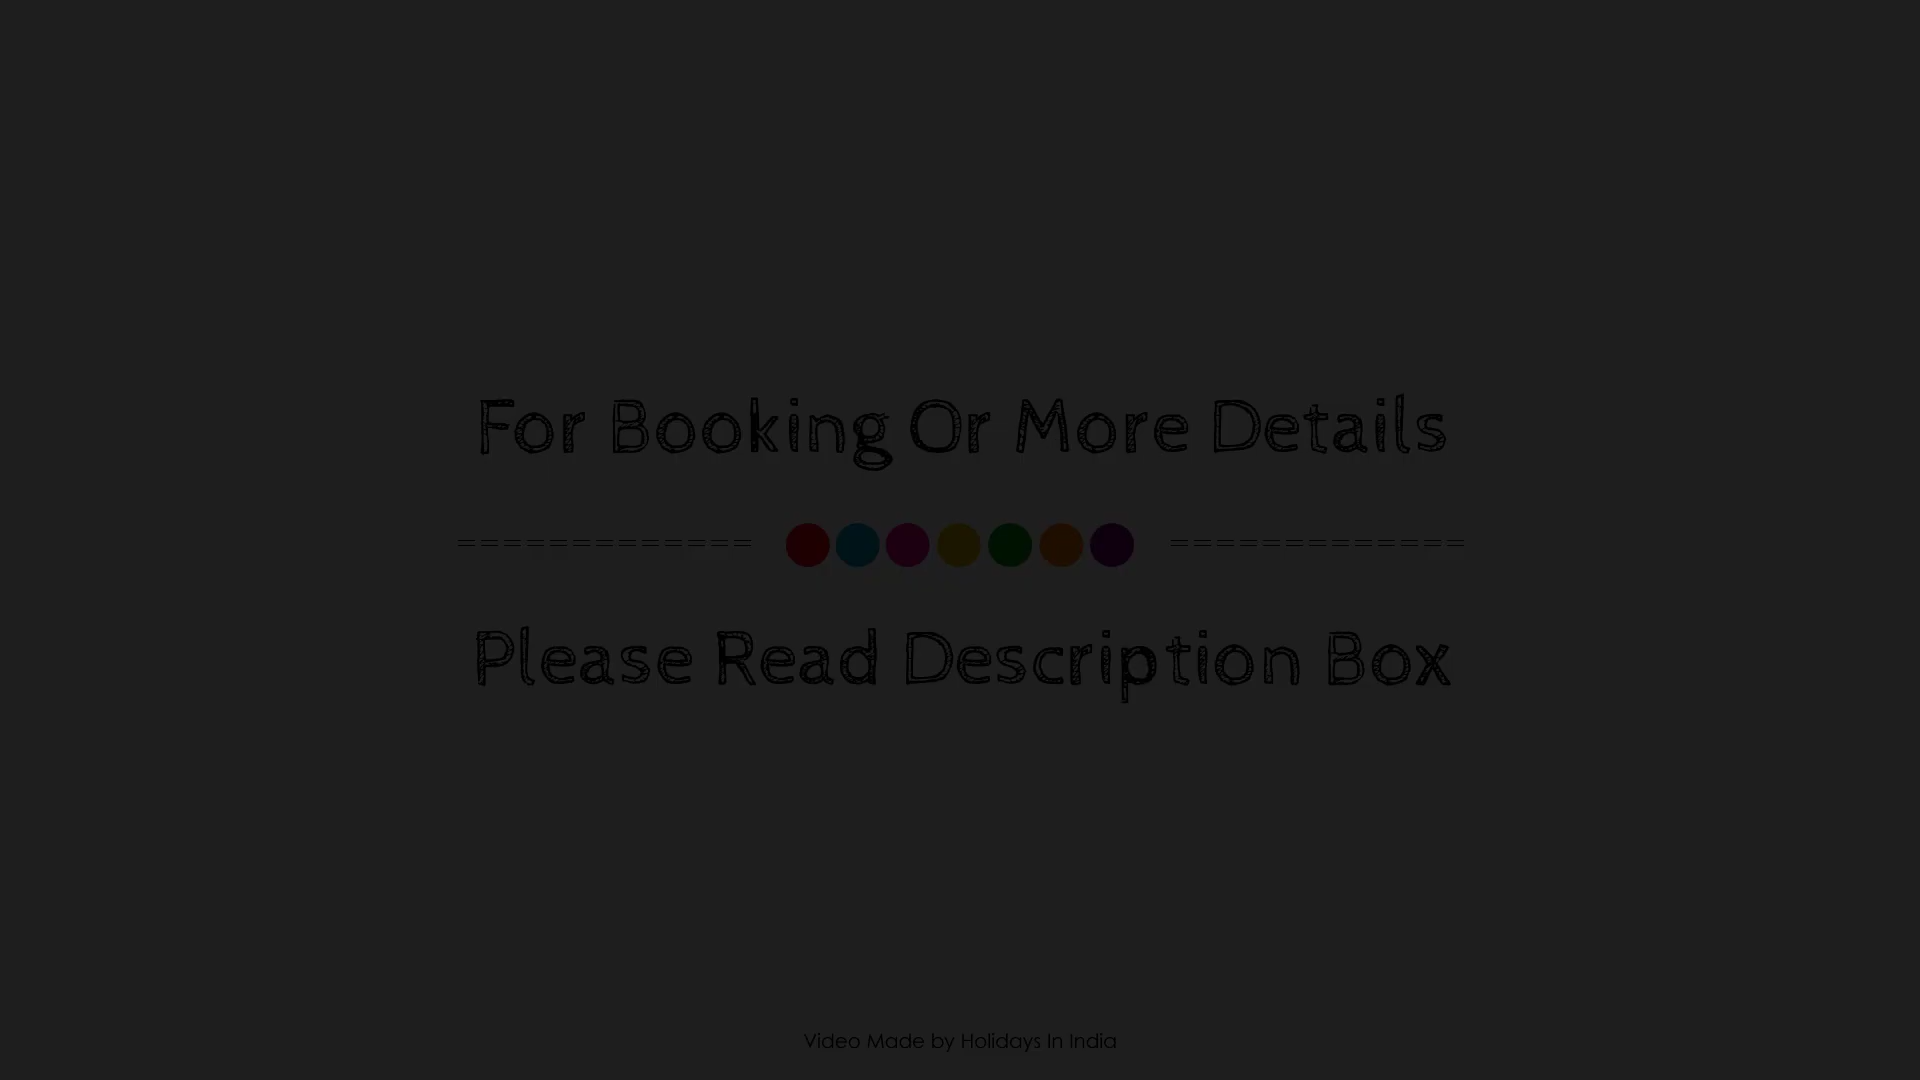 For Booking Or More Details
============= =============
Please Read Description Box
Video Made by Holidays In India